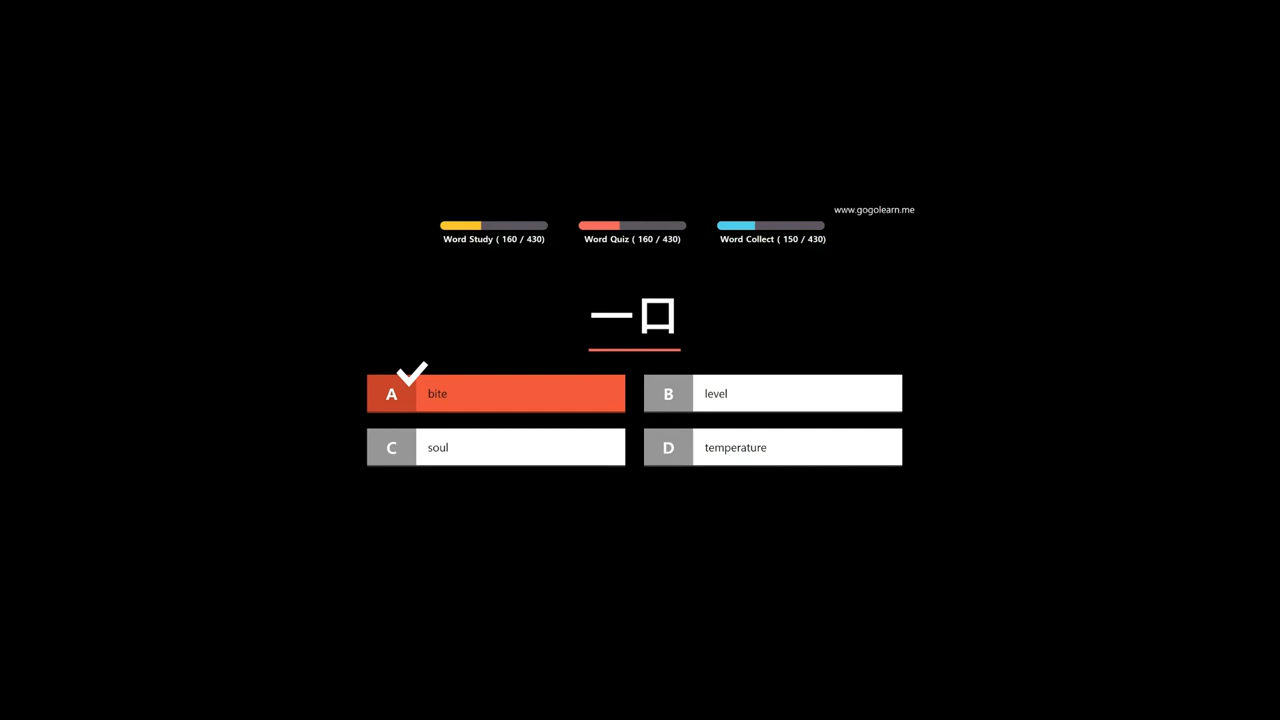 www.gogolearn.me
Word Study ( 160 / 430)
Word Quiz ( 160 / 430)
Word Collect ( 150 / 430)
一口
A bite
B level
C soul
D temperature